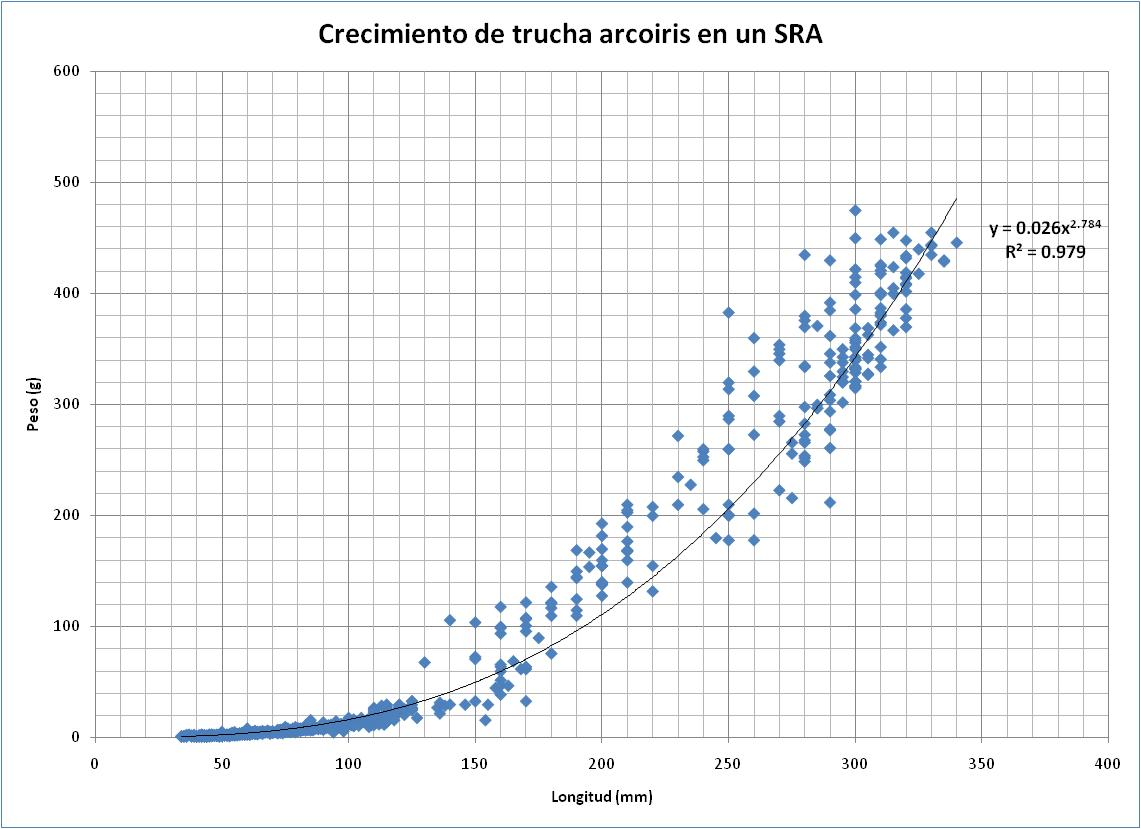 Crecimiento de trucha arcoiris en un SRA
600
500
400
300
200
100
0
Peso (g)
y = 0.026x^2.784
R² = 0.979
0 50 100 150 200 250 300 350 400
Longitud (mm)